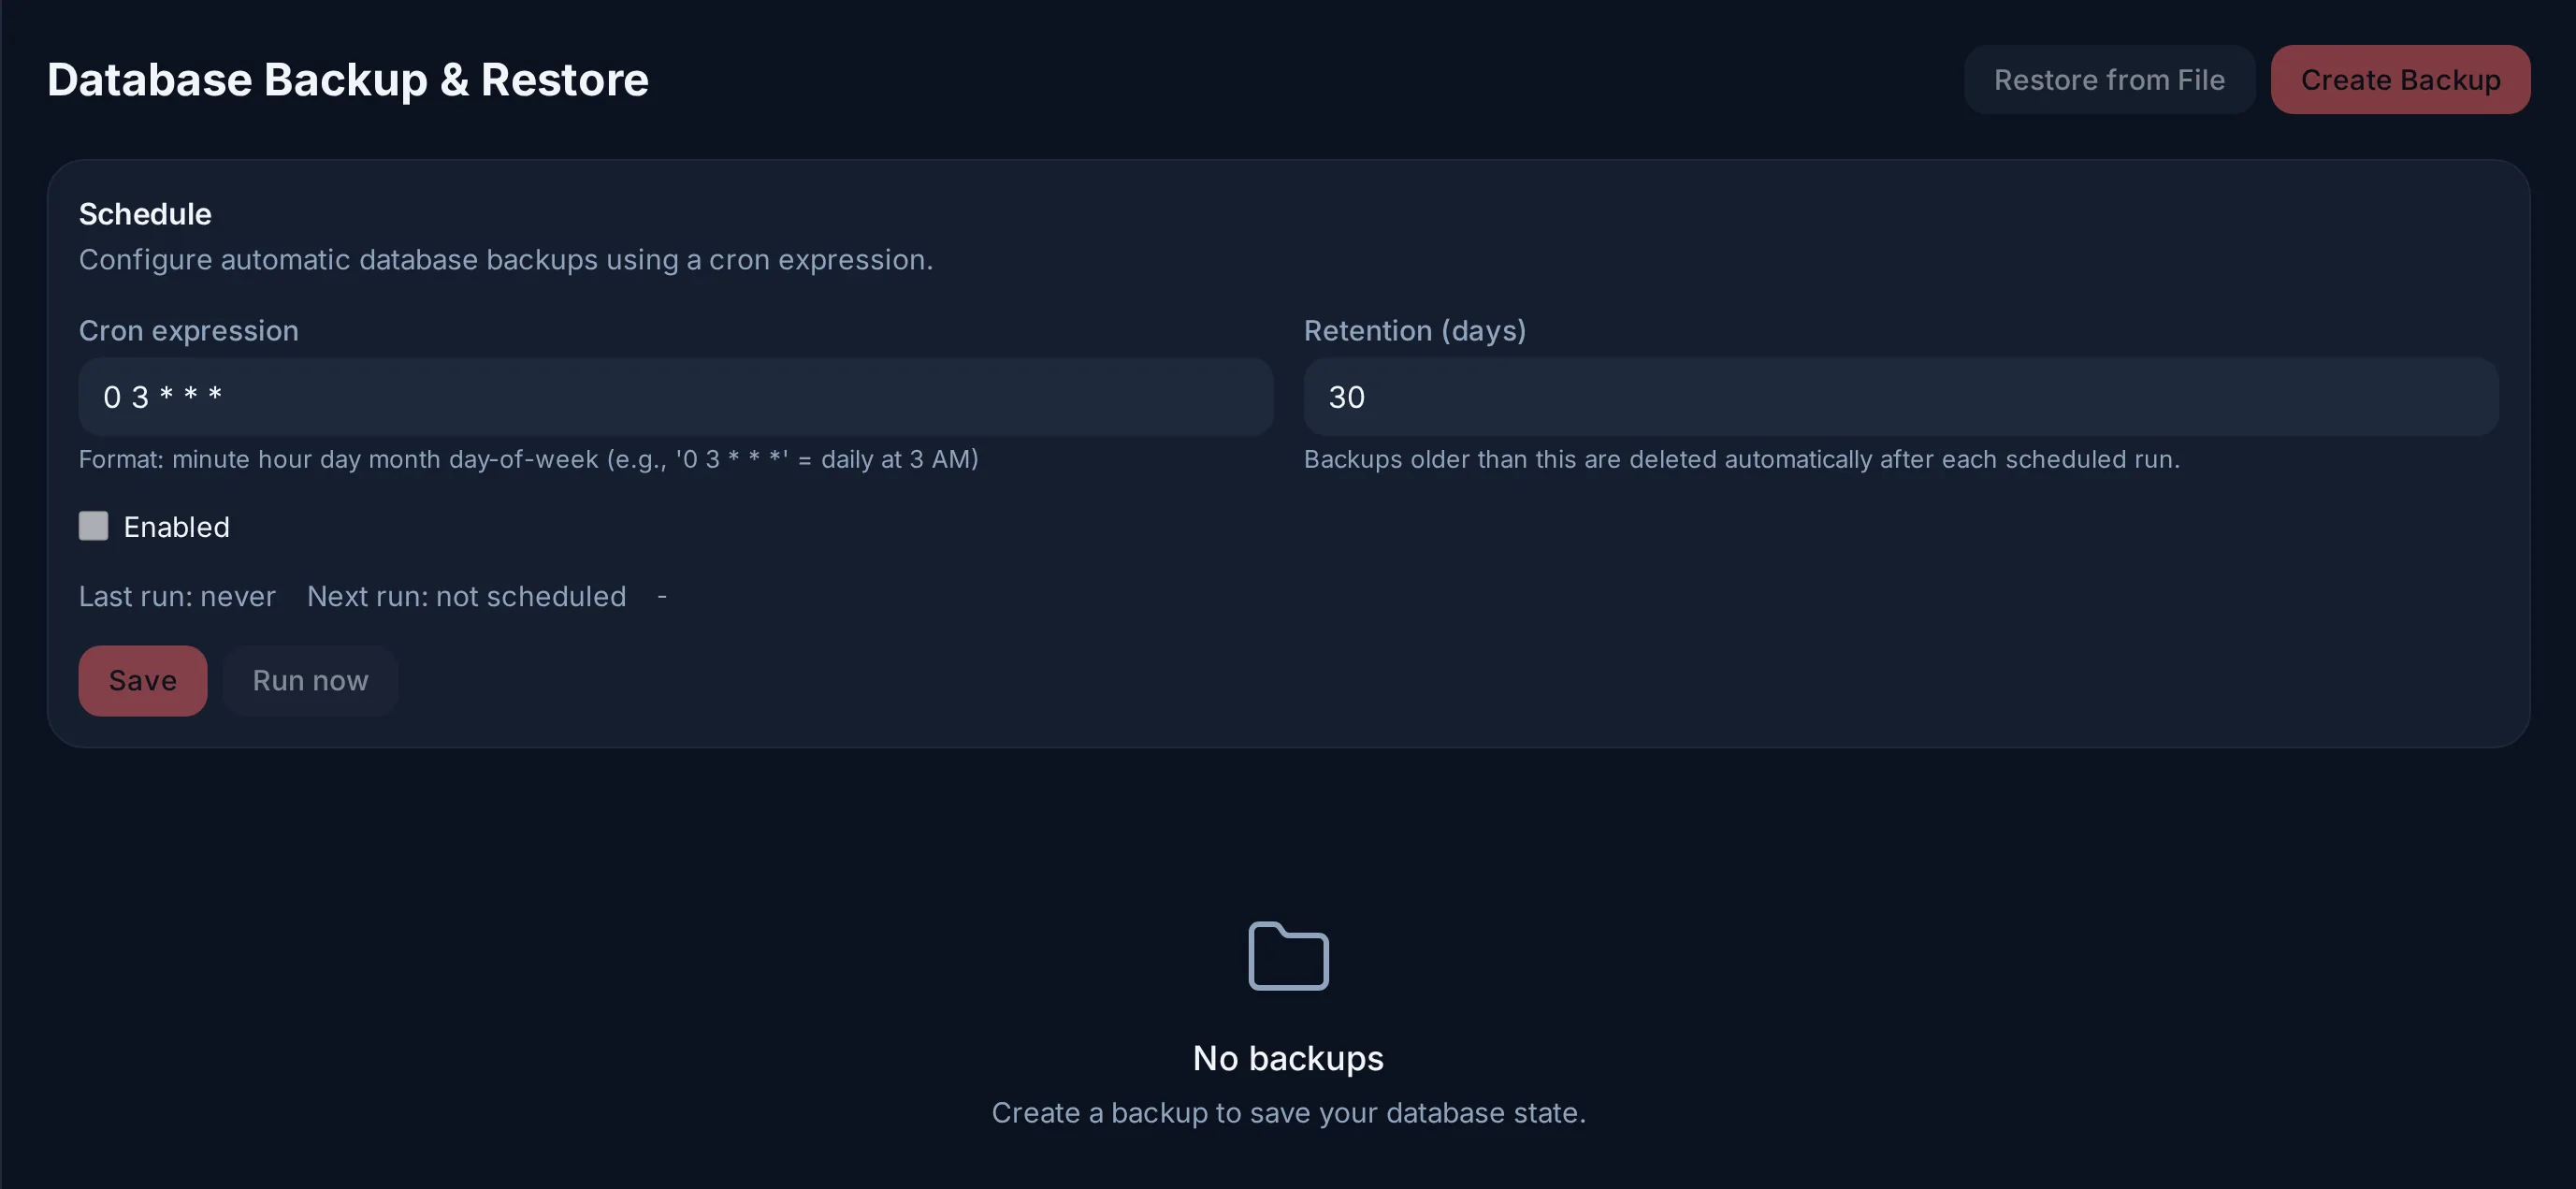 Database Backup & Restore
Restore from File
Create Backup
Schedule
Configure automatic database backups using a cron expression.
Cron expression
Retention (days)
0 3 * * *
30
Format: minute hour day month day-of-week (e.g., '0 3 * * *' = daily at 3 AM)
Backups older than this are deleted automatically after each scheduled run.
Enabled
Last run: never Next run: not scheduled -
Save
Run now
No backups
Create a backup to save your database state.